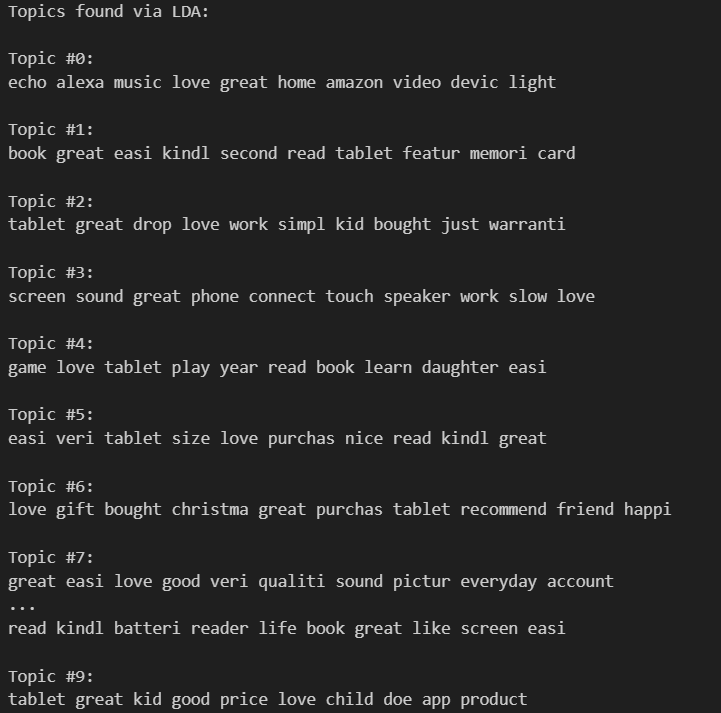 Topics found via LDA:
Topic #0:
echo alexa music love great home amazon video devic light
Topic #1:
book great easi kindl second read tablet featur memori card
Topic #2:
tablet great drop love work simpl kid bought just warranti
Topic #3:
screen sound great phone connect touch speaker work slow love
Topic #4:
game love tablet play year read book learn daughter easi
Topic #5:
easi veri tablet size love purchas nice read kindl great
Topic #6:
love gift bought christma great purchas tablet recommend friend happi
Topic #7:
great easi love good veri qualiti sound pictur everyday account
...
read kindl batteri reader life book great like screen easi
Topic #9:
tablet great kid good price love child doe app product